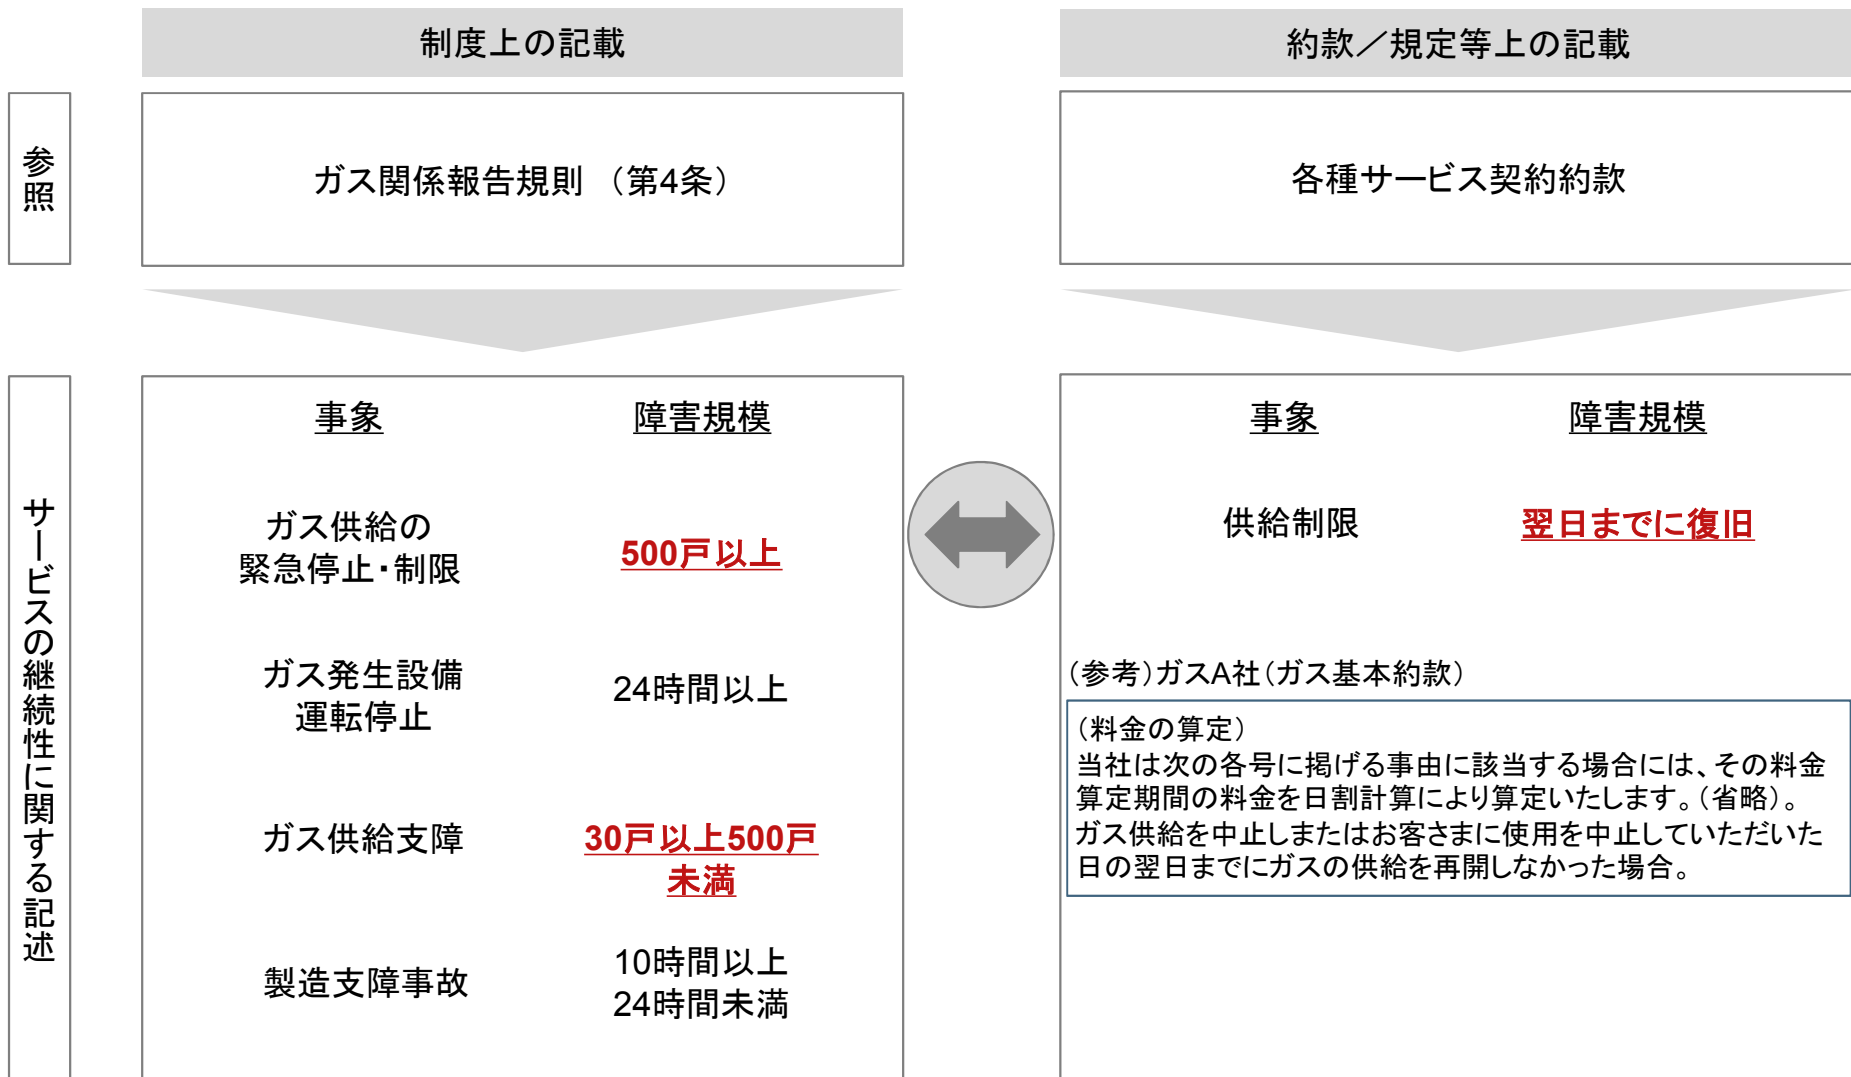 制度上の記載
約款／規定等上の記載
参照
ガス関係報告規則 （第4条）
各種サービス契約約款
サービスの継続性に関する記述
事象
障害規模
ガス供給の
緊急停止・制限
500戸以上
ガス発生設備
運転停止
24時間以上
ガス供給支障
30戸以上500戸
未満
製造支障事故
10時間以上
24時間未満
事象
障害規模
供給制限
翌日までに復旧
（参考）ガスA社（ガス基本約款）
（料金の算定）
当社は次の各号に掲げる事由に該当する場合には、その料金
算定期間の料金を日割計算により算定いたします。（省略）。
ガス供給を中止しまたはお客さまに使用を中止していただいた
日の翌日までにガスの供給を再開しなかった場合。